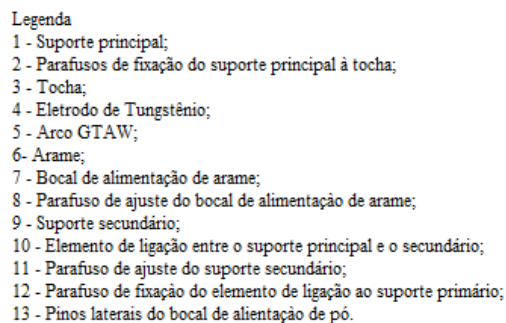 Legenda
1 - Suporte principal;
2 - Parafusos de fixação do suporte principal à tocha;
3 - Tocha;
4 - Eletrodo de Tungstênio;
5 - Arco GTAW;
6- Arame;
7 - Bocal de alimentação de arame;
8 - Parafuso de ajuste do bocal de alimentação de arame;
9 - Suporte secundário;
10 - Elemento de ligação entre o suporte principal e o secundário;
11 - Parafuso de ajuste do suporte secundário;
12 - Parafuso de fixação do elemento de ligação ao suporte primário;
13 - Pinos laterais do bocal de alientação de pó.